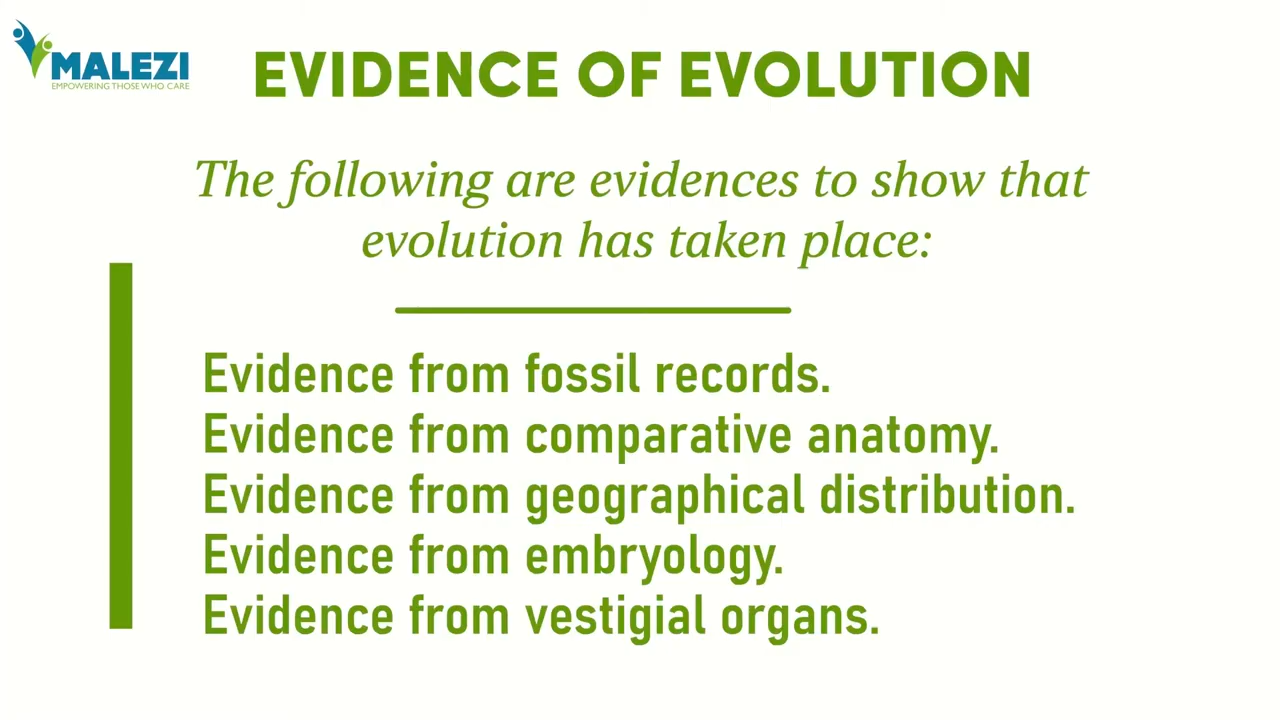 MALEZI
EMPOWERING THOSE WHO CARE
EVIDENCE OF EVOLUTION
The following are evidences to show that
evolution has taken place:
Evidence from fossil records.
Evidence from comparative anatomy.
Evidence from geographical distribution.
Evidence from embryology.
Evidence from vestigial organs.